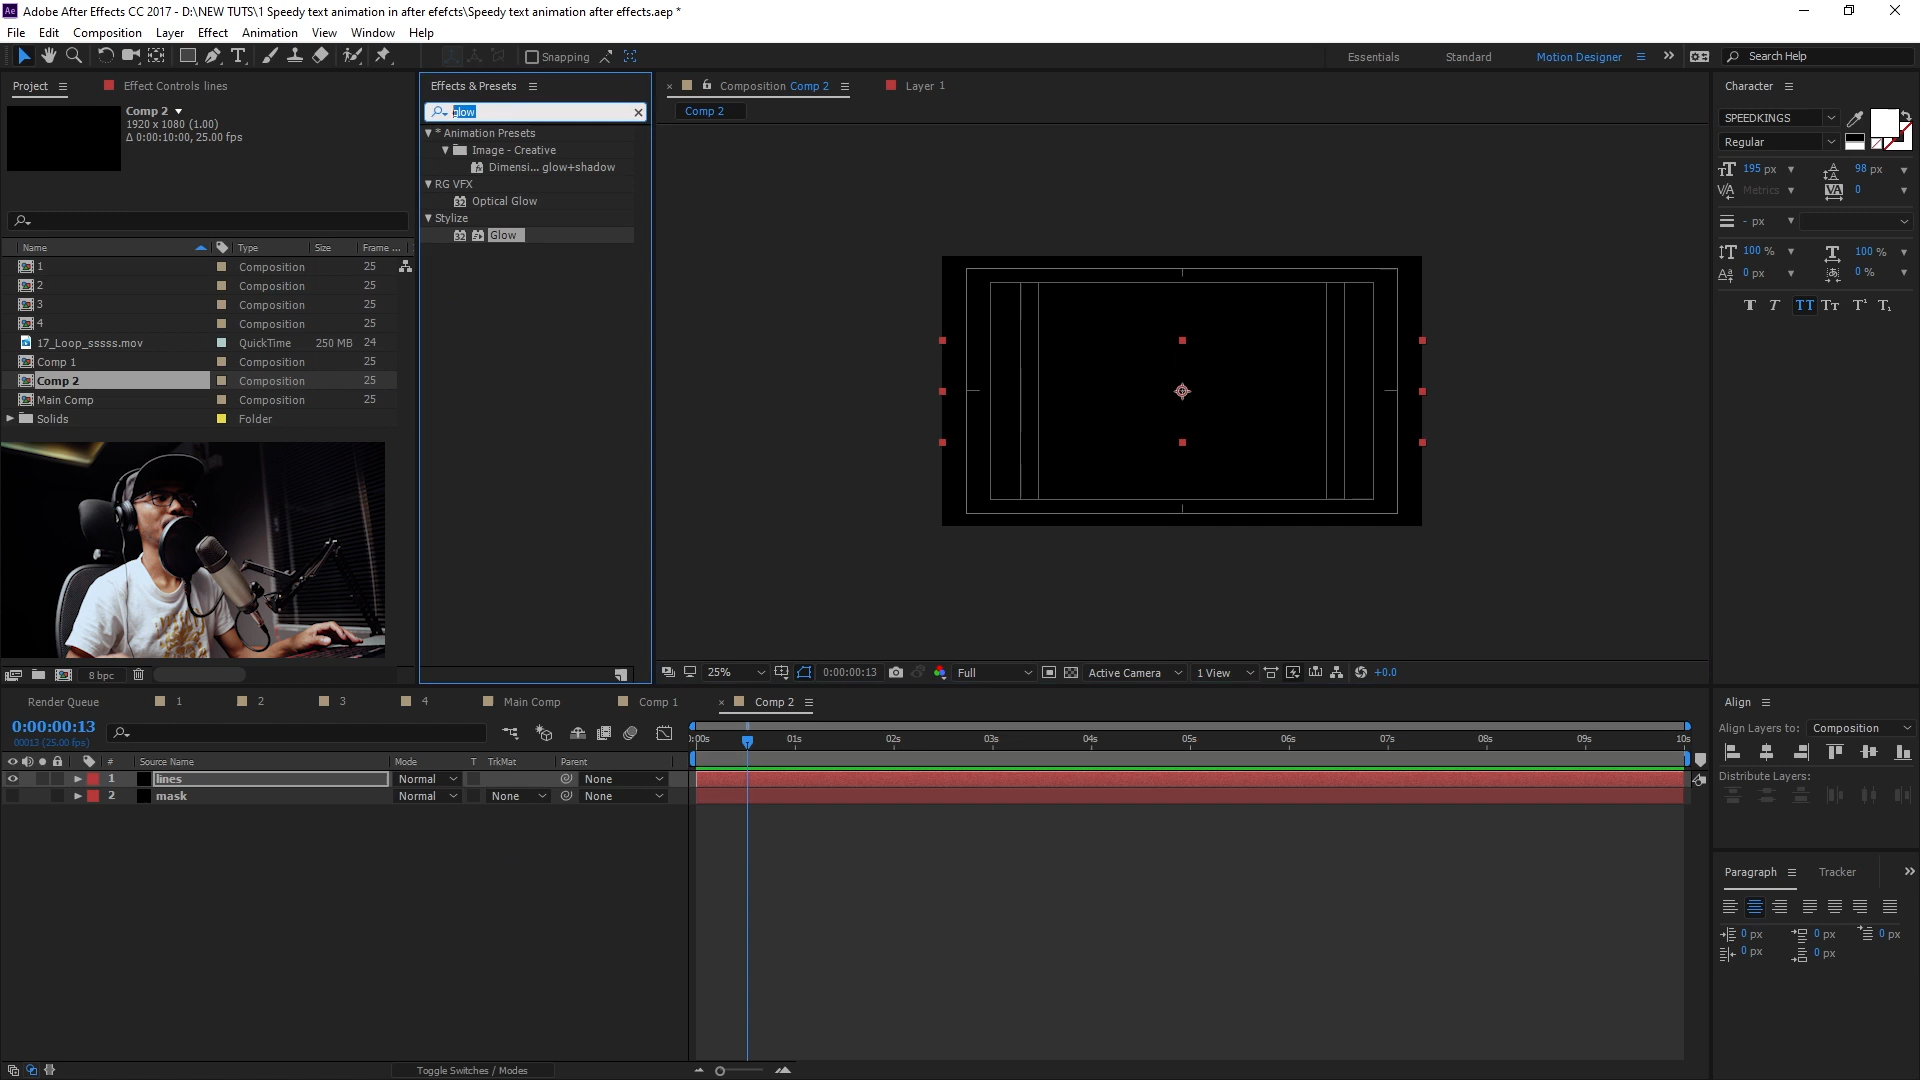 Adobe After Effects CC 2017 - D:\NEW TUTS\1 Speedy text animation in after efefcts\Speedy text animation after effects.aep *
File Edit Composition Layer Effect Animation View Window Help
Snapping Essentials Standard Motion Designer Search Help
Project Effect Controls lines
Comp 2
1920 x 1080 (1.00)
Δ 0:00:10:00, 25.00 fps
Name Type Size Frame ...
1 Composition 25
2 Composition 25
3 Composition 25
4 Composition 25
17_Loop_sssss.mov QuickTime 250 MB 24
Comp 1 Composition 25
Comp 2 Composition 25
Main Comp Composition 25
Solids Folder
8 bpc
Effects & Presets
glow
* Animation Presets
Image - Creative
Dimensi... glow+shadow
RG VFX
32 Optical Glow
Stylize
32 Glow
Composition Comp 2 Layer 1
Comp 2
25% 0:00:00:13 Full Active Camera 1 View +0.0
Character
SPEEDKINGS
Regular
195 px 98 px
Metrics 0
- px
100 % 100 %
0 px 0 %
T T TT Tт T¹ T₁
Render Queue 1 2 3 4 Main Comp Comp 1 Comp 2
0:00:00:13
00013 (25.00 fps)
):00s 01s 02s 03s 04s 05s 06s 07s 08s 09s 10s
# Source Name Mode T TrkMat Parent
1 lines Normal None
2 mask Normal None None
Toggle Switches / Modes
Align
Align Layers to: Composition
Distribute Layers:
Paragraph Tracker
0 px 0 px 0 px
0 px 0 px